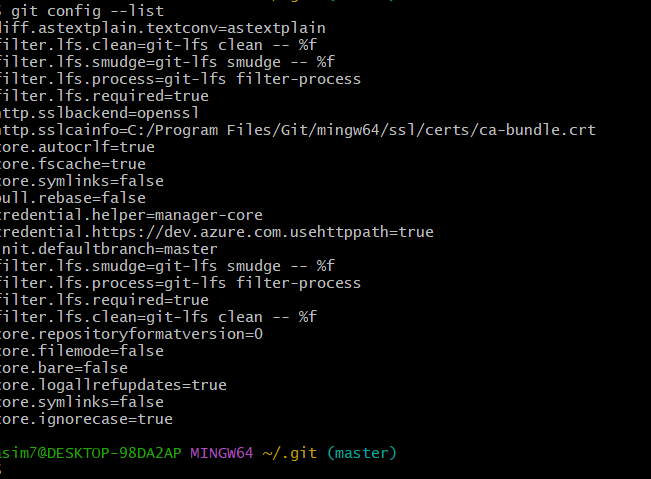 $ git config --list
diff.astextplain.textconv=astextplain
filter.lfs.clean=git-lfs clean -- %f
filter.lfs.smudge=git-lfs smudge -- %f
filter.lfs.process=git-lfs filter-process
filter.lfs.required=true
http.sslbackend=openssl
http.sslcainfo=C:/Program Files/Git/mingw64/ssl/certs/ca-bundle.crt
core.autocrlf=true
core.fscache=true
core.symlinks=false
pull.rebase=false
credential.helper=manager-core
credential.https://dev.azure.com.usehttppath=true
init.defaultbranch=master
filter.lfs.smudge=git-lfs smudge -- %f
filter.lfs.process=git-lfs filter-process
filter.lfs.required=true
filter.lfs.clean=git-lfs clean -- %f
core.repositoryformatversion=0
core.filemode=false
core.bare=false
core.logallrefupdates=true
core.symlinks=false
core.ignorecase=true
asim7@DESKTOP-98DA2AP MINGW64 ~/.git (master)
$